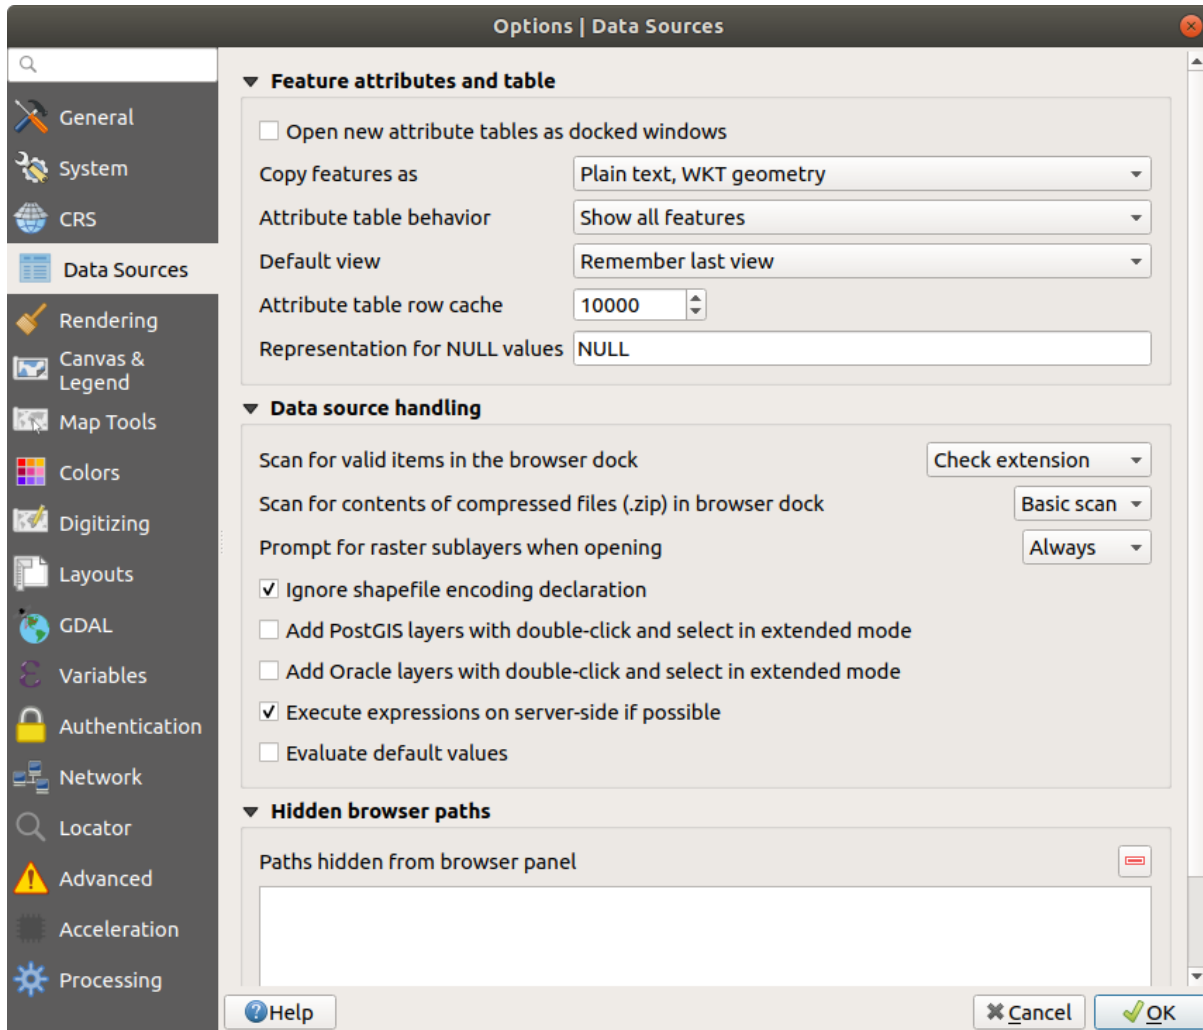 Options | Data Sources
General
System
CRS
Data Sources
Rendering
Canvas &
Legend
Map Tools
Colors
Digitizing
Layouts
GDAL
Variables
Authentication
Network
Locator
Advanced
Acceleration
Processing
Feature attributes and table
Open new attribute tables as docked windows
Copy features as Plain text, WKT geometry
Attribute table behavior Show all features
Default view Remember last view
Attribute table row cache 10000
Representation for NULL values NULL
Data source handling
Scan for valid items in the browser dock Check extension
Scan for contents of compressed files (.zip) in browser dock Basic scan
Prompt for raster sublayers when opening Always
Ignore shapefile encoding declaration
Add PostGIS layers with double-click and select in extended mode
Add Oracle layers with double-click and select in extended mode
Execute expressions on server-side if possible
Evaluate default values
Hidden browser paths
Paths hidden from browser panel
Help Cancel OK